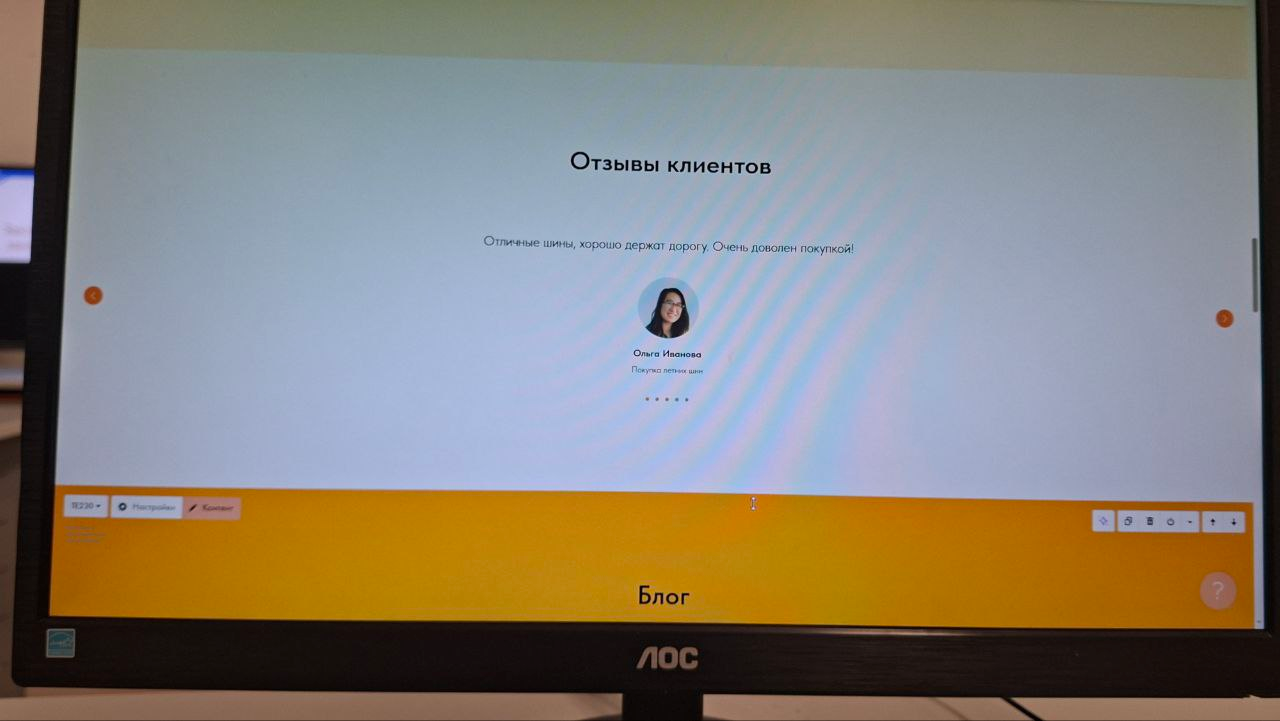 Отзывы клиентов
Отличные шины, хорошо держат дорогу. Очень доволен покупкой!
Ольга Иванова
Покупка летних шин
TE220 Настройки Контент
Блог
?
AOC